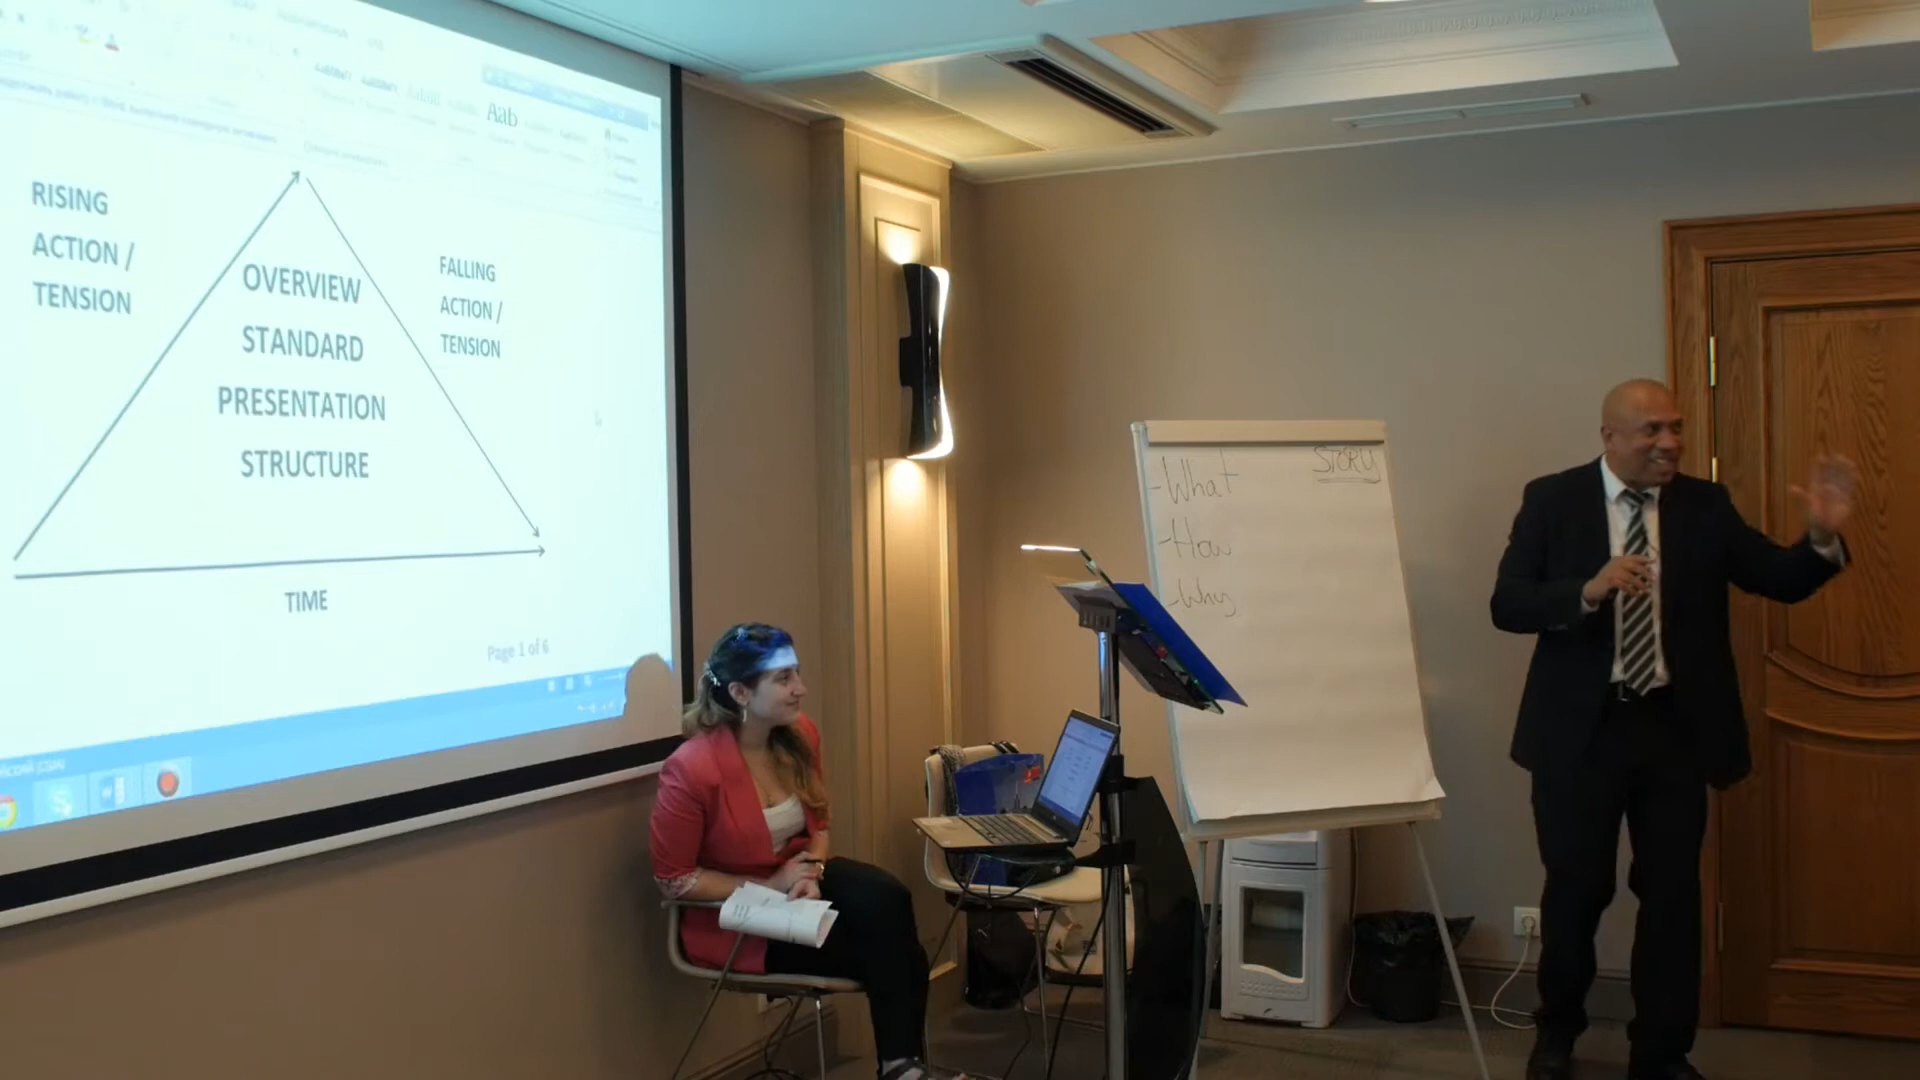 Aab
RISING
ACTION /
TENSION
OVERVIEW
STANDARD
PRESENTATION
STRUCTURE
FALLING
ACTION /
TENSION
TIME
Page 1 of 6
STORY
-What
-How
-Why